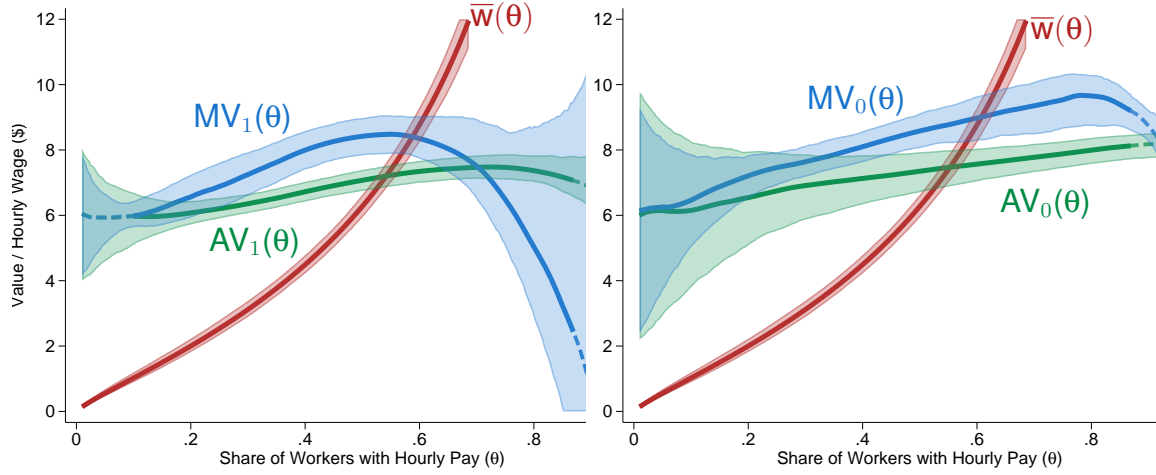 12
10
8
6
4
2
0
Value / Hourly Wage ($)
w̅(θ)
MV₁(θ)
AV₁(θ)
0 .2 .4 .6 .8
Share of Workers with Hourly Pay (θ)
12
10
8
6
4
2
0
w̅(θ)
MV₀(θ)
AV₀(θ)
0 .2 .4 .6 .8
Share of Workers with Hourly Pay (θ)